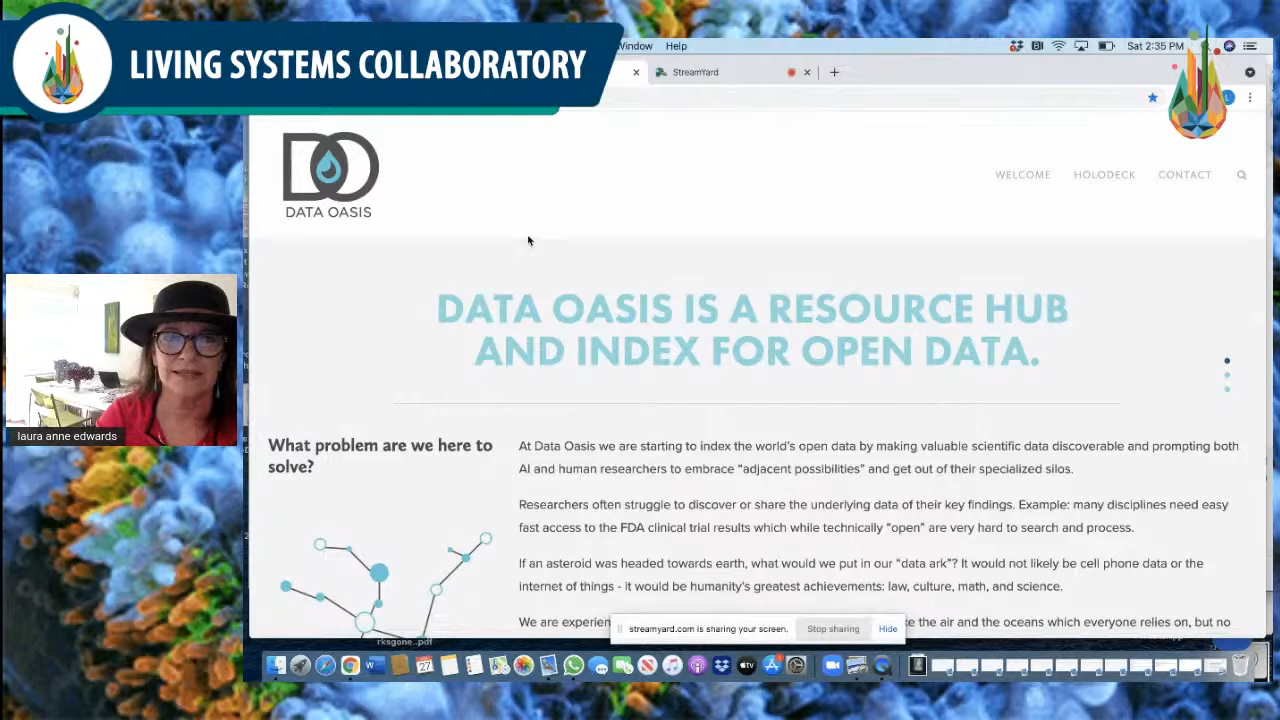 LIVING SYSTEMS COLLABORATORY
Window Help
Sat 2:35 PM
StreamYard
DO
DATA OASIS
WELCOME HOLODECK CONTACT
DATA OASIS IS A RESOURCE HUB
AND INDEX FOR OPEN DATA.
laura anne edwards
What problem are we here to
solve?
At Data Oasis we are starting to index the world's open data by making valuable scientific data discoverable and prompting both
AI and human researchers to embrace “adjacent possibilities” and get out of their specialized silos.
Researchers often struggle to discover or share the underlying data of their key findings. Example: many disciplines need easy
fast access to the FDA clinical trial results which while technically “open” are very hard to search and process.
If an asteroid was headed towards earth, what would we put in our “data ark”? It would not likely be cell phone data or the
internet of things - it would be humanity's greatest achievements: law, culture, math, and science.
We are experien
the air and the oceans which everyone relies on, but no
streamyard.com is sharing your screen. Stop sharing Hide
rksgone..pdf
27
tv